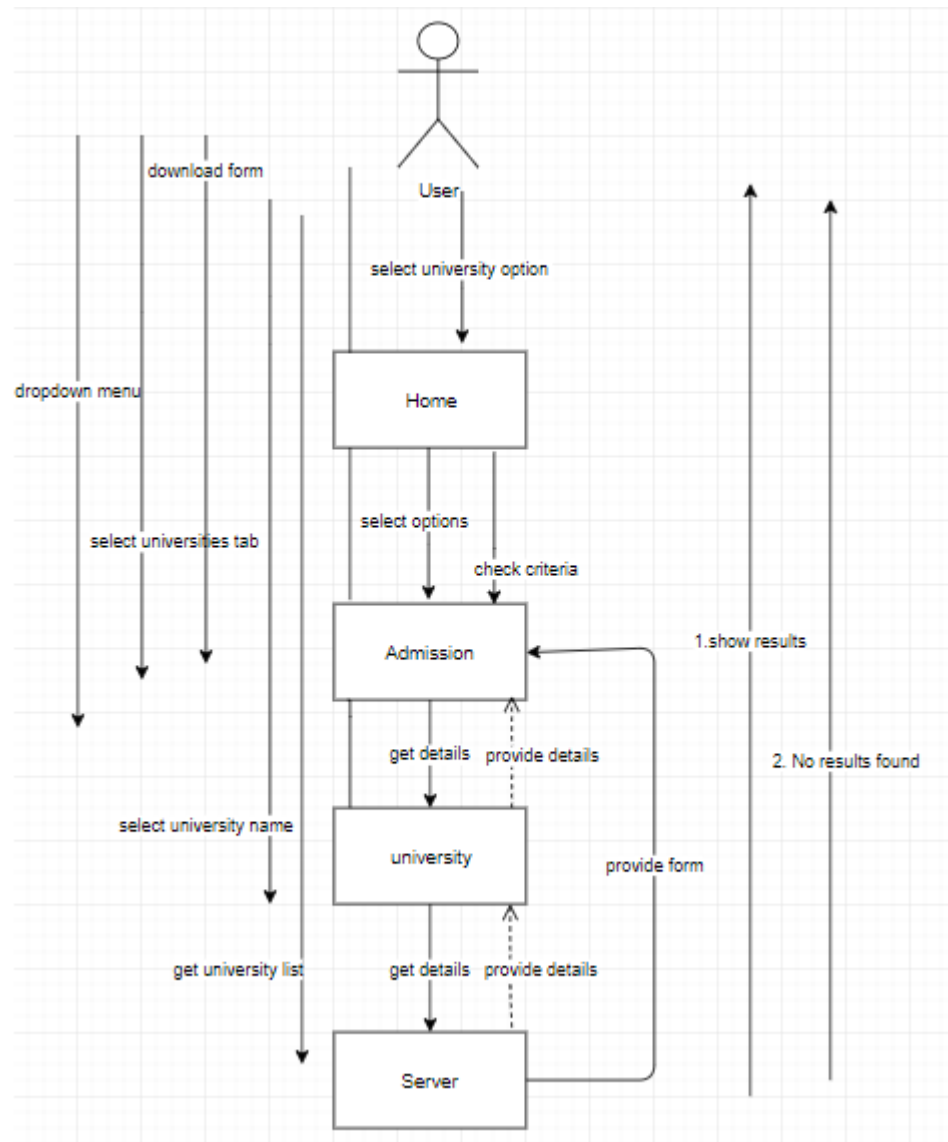 download form
User
select university option
dropdown menu
Home
select options
select universities tab
check criteria
1.show results
Admission
get details
provide details
2. No results found
select university name
university
provide form
get university list
get details
provide details
Server